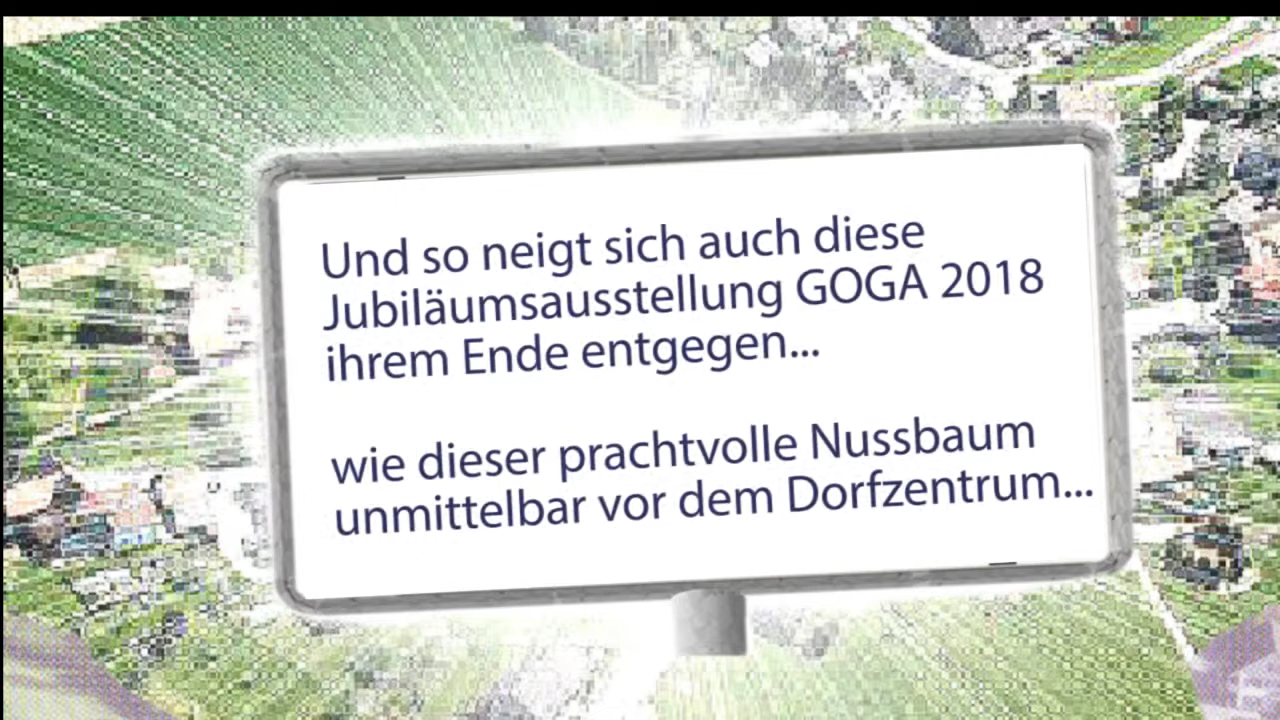 Und so neigt sich auch diese
Jubiläumsausstellung GOGA 2018
ihrem Ende entgegen...
wie dieser prachtvolle Nussbaum
unmittelbar vor dem Dorfzentrum...